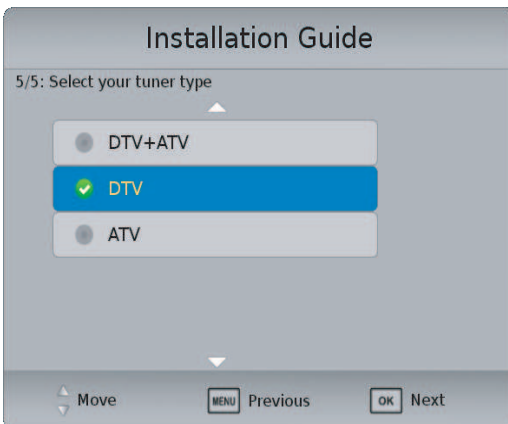 Installation Guide
5/5: Select your tuner type
DTV+ATV
DTV
ATV
Move MENU Previous OK Next